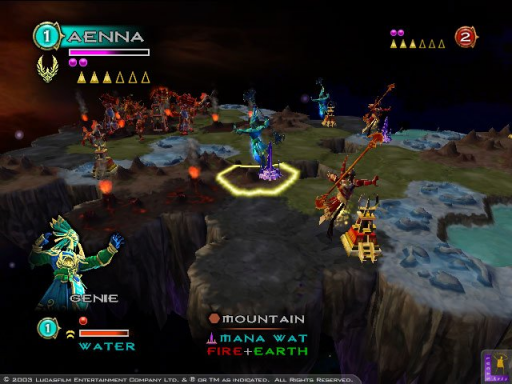 1 AENNA
2
GENIE
1
WATER
MOUNTAIN
MANA WAT
FIRE+EARTH
© 2003 LUCASFILM ENTERTAINMENT COMPANY LTD. & ® OR TM AS INDICATED. ALL RIGHTS RESERVED.